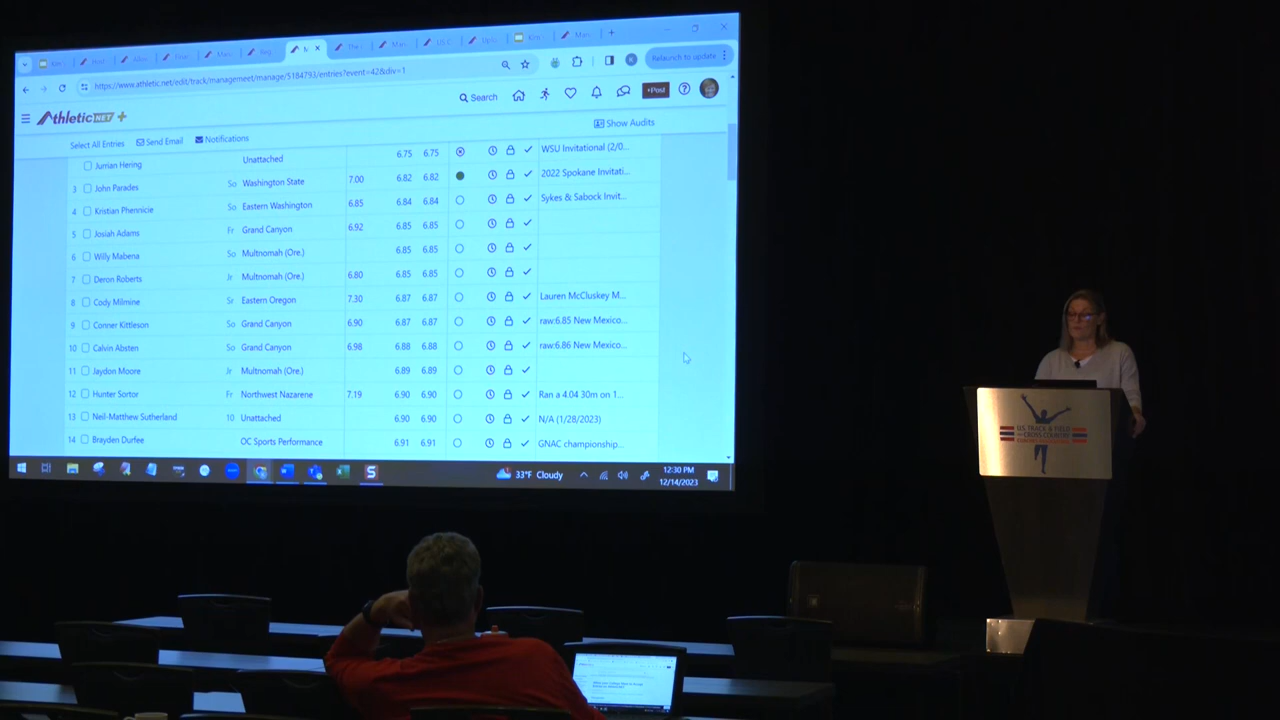 Relaunch to update
https://www.athletic.net/edit/track/management/manage/518479/entries?event=42&div=1
AthleticNET +
Search
+Post
Show Audits
Select All Entries Send Email Notifications
Jurrian Hering Unattached 6.75 6.75 WSU Invitational (2/0...
3 John Parades So Washington State 7.00 6.82 6.82 2022 Spokane Invitati...
4 Kristian Phennicie So Eastern Washington 6.85 6.84 6.84 Sykes & Sabock Invit...
5 Josiah Adams Fr Grand Canyon 6.92 6.85 6.85
6 Willy Mabena So Multnomah (Ore.) 6.85 6.85
7 Deron Roberts Jr Multnomah (Ore.) 6.80 6.85 6.85
8 Cody Milmine Sr Eastern Oregon 7.30 6.87 6.87 Lauren McCluskey M...
9 Conner Kittleson So Grand Canyon 6.90 6.87 6.87 raw:6.85 New Mexico...
10 Calvin Absten So Grand Canyon 6.98 6.88 6.88 raw:6.86 New Mexico...
11 Jaydon Moore Jr Multnomah (Ore.) 6.89 6.89
12 Hunter Sortor Fr Northwest Nazarene 7.19 6.90 6.90 Ran a 4.04 30m on 1...
13 Neil-Matthew Sutherland 10 Unattached 6.90 6.90 N/A (1/28/2023)
14 Brayden Durfee OC Sports Performance 6.91 6.91 GNAC championship...
33°F Cloudy
12:30 PM
12/14/2023
U.S. TRACK & FIELD
AND CROSS COUNTRY